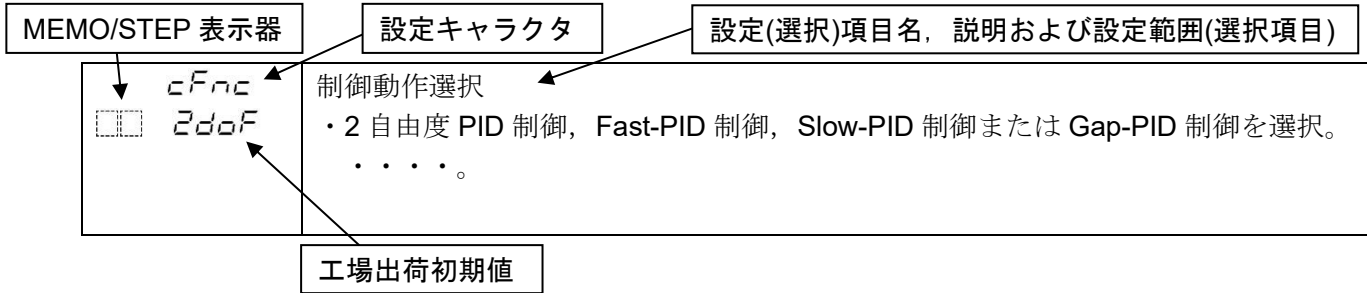 MEMO/STEP 表示器
設定キャラクタ
設定(選択)項目名，説明および設定範囲(選択項目)
cFnc
制御動作選択
2doF
・2 自由度 PID 制御，Fast-PID 制御，Slow-PID 制御または Gap-PID 制御を選択。
・・・・。
工場出荷初期値